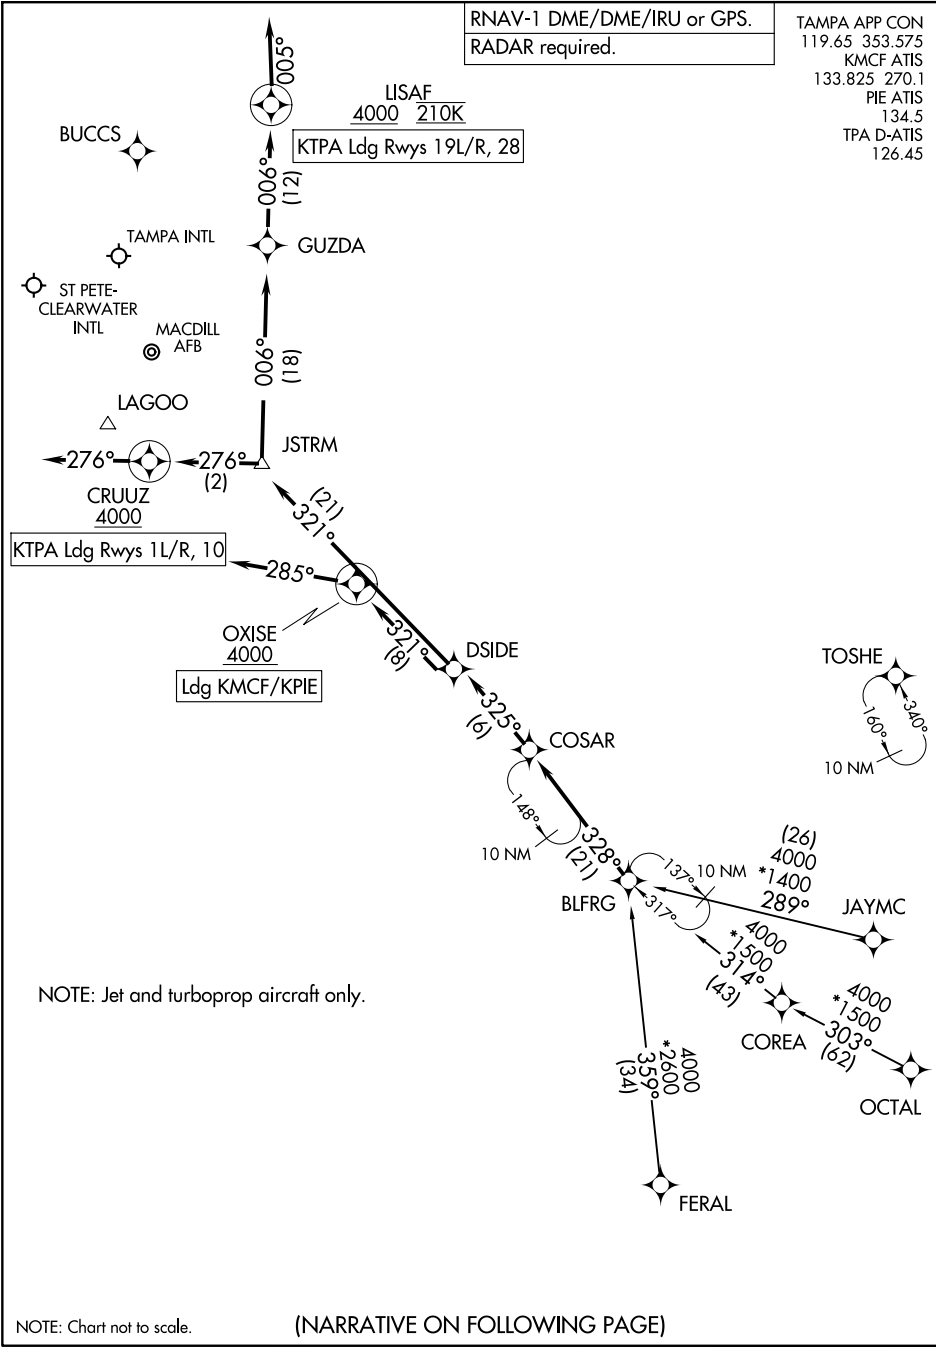 RNAV-1 DME/DME/IRU or GPS.
RADAR required.
TAMPA APP CON
119.65 353.575
KMCF ATIS
133.825 270.1
PIE ATIS
134.5
TPA D-ATIS
126.45
005°
LISAF
4000 210K
KTPA Ldg Rwys 19L/R, 28
BUCCS
006°
(12)
GUZDA
TAMPA INTL
ST PETE-
CLEARWATER
INTL
MACDILL
AFB
006°
(18)
LAGOO
JSTRM
276°
276°
(2)
CRUUZ
4000
KTPA Ldg Rwys 1L/R, 10
(21)
321°
285°
OXISE
4000
Ldg KMCF/KPIE
321°
(8)
DSIDE
TOSHE
340°
160°
10 NM
325°
(6)
COSAR
148°
10 NM
328°
(21)
BLFRG
137°
10 NM
317°
(26)
4000
*1400
289°
JAYMC
4000
*1500
314°
(43)
COREA
4000
*1500
303°
(62)
OCTAL
4000
*2600
359°
(34)
FERAL
NOTE: Jet and turboprop aircraft only.
NOTE: Chart not to scale.
(NARRATIVE ON FOLLOWING PAGE)